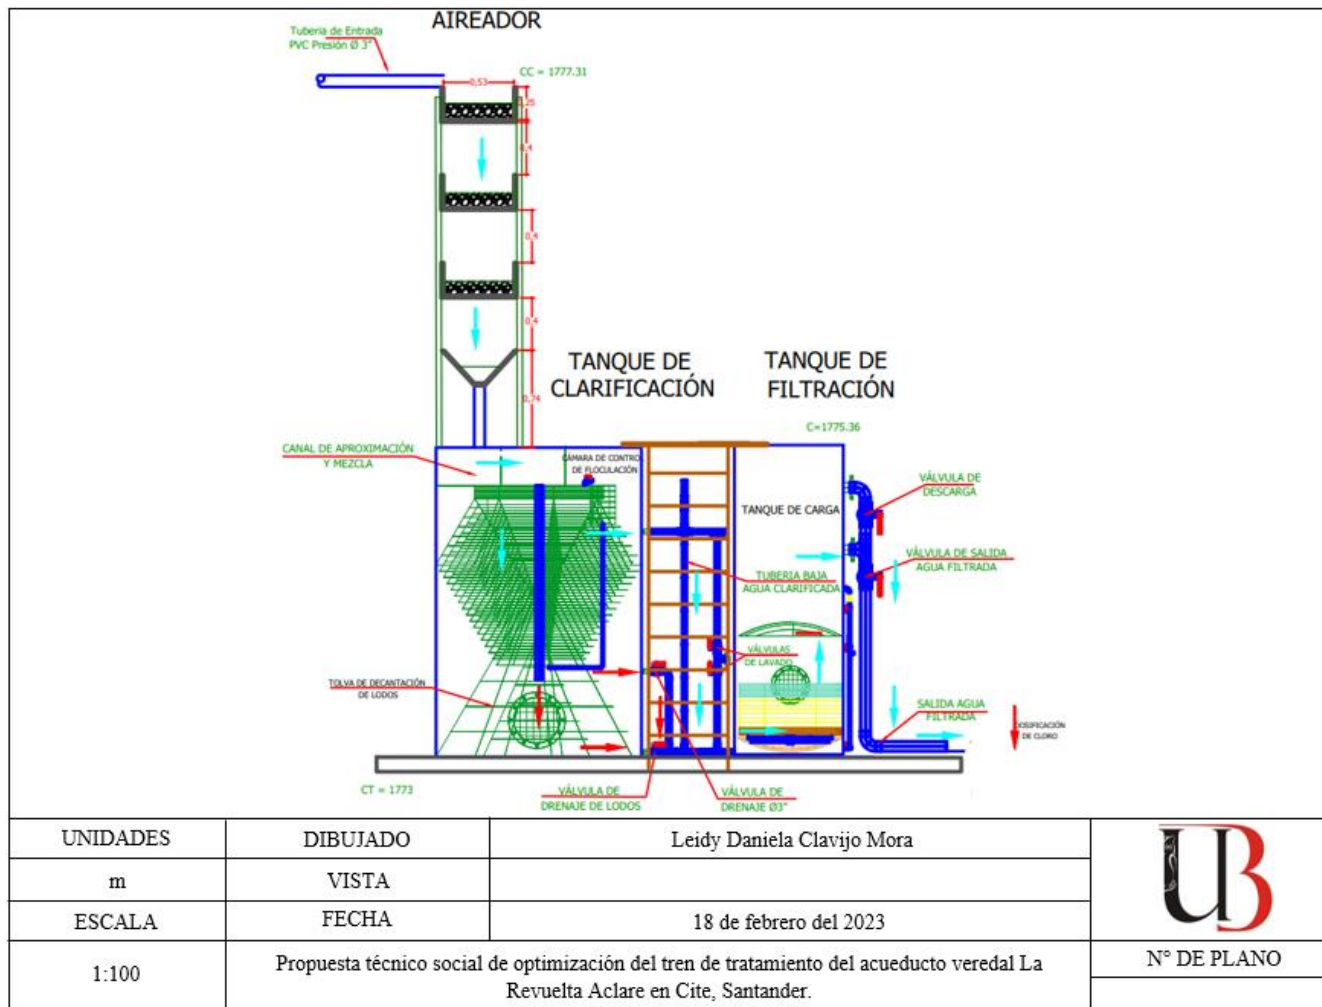 AIREADOR
Tuberia de Entrada
PVC Presión Ø 3"
CC = 1777.31
0,53
0,25
0,4
0,4
0,4
0,74
TANQUE DE
CLARIFICACIÓN
TANQUE DE
FILTRACIÓN
C=1775.36
CANAL DE APROXIMACIÓN
Y MEZCLA
CÁMARA DE CONTRO
DE FLOCULACIÓN
VÁLVULA DE
DESCARGA
TANQUE DE CARGA
VÁLVULA DE SALIDA
AGUA FILTRADA
TUBERIA BAJA
AGUA CLARIFICADA
VÁLVULAS
DE LAVADO
TOLVA DE DECANTACIÓN
DE LODOS
SALIDA AGUA
FILTRADA
DOSIFICACIÓN
DE CLORO
CT = 1773
VÁLVULA DE
DRENAJE DE LODOS
VÁLVULA DE
DRENAJE Ø3"
UNIDADES
DIBUJADO
Leidy Daniela Clavijo Mora
m
VISTA
ESCALA
FECHA
18 de febrero del 2023
1:100
Propuesta técnico social de optimización del tren de tratamiento del acueducto veredal La
Revuelta Aclare en Cite, Santander.
UB
N° DE PLANO